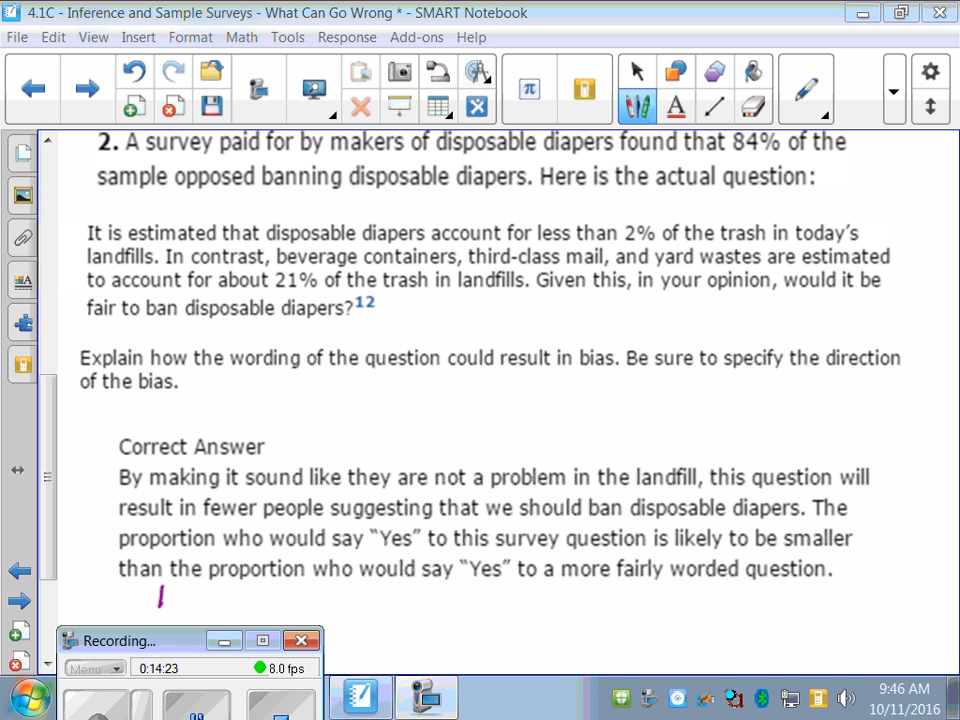 4.1C - Inference and Sample Surveys - What Can Go Wrong * - SMART Notebook
File Edit View Insert Format Math Tools Response Add-ons Help
π
A
2. A survey paid for by makers of disposable diapers found that 84% of the
sample opposed banning disposable diapers. Here is the actual question:
It is estimated that disposable diapers account for less than 2% of the trash in today's
landfills. In contrast, beverage containers, third-class mail, and yard wastes are estimated
to account for about 21% of the trash in landfills. Given this, in your opinion, would it be
fair to ban disposable diapers?12
Explain how the wording of the question could result in bias. Be sure to specify the direction
of the bias.
Correct Answer
By making it sound like they are not a problem in the landfill, this question will
result in fewer people suggesting that we should ban disposable diapers. The
proportion who would say "Yes" to this survey question is likely to be smaller
than the proportion who would say "Yes" to a more fairly worded question.
Recording...
Menu 0:14:23 8.0 fps
9:46 AM
10/11/2016